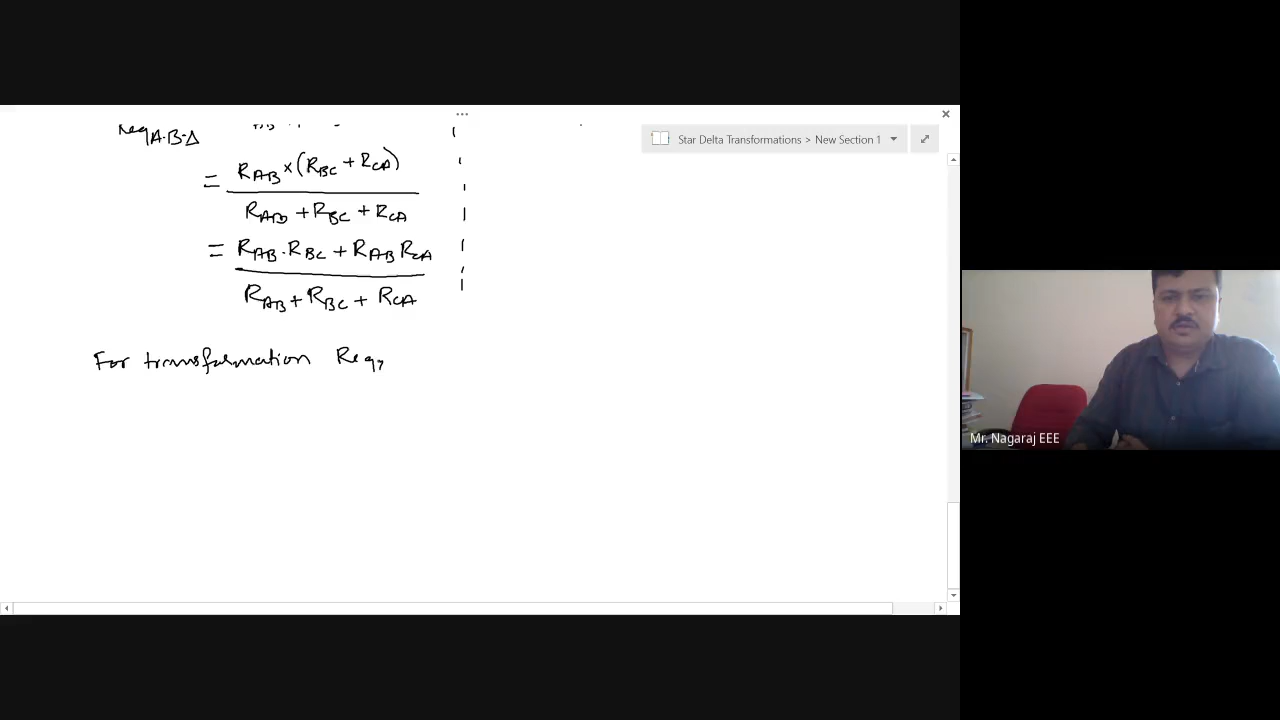 Star Delta Transformations > New Section 1
Req A-B-Δ
= R_AB × (R_BC + R_CA)
R_AB + R_BC + R_CA
= R_AB . R_BC + R_AB R_CA
R_AB + R_BC + R_CA
For transformation Req,
Mr. Nagaraj EEE